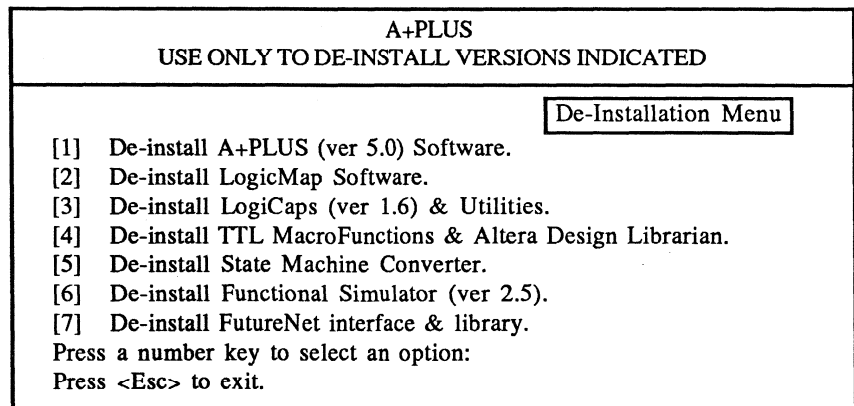 A+PLUS
USE ONLY TO DE-INSTALL VERSIONS INDICATED
De-Installation Menu
[1] De-install A+PLUS (ver 5.0) Software.
[2] De-install LogicMap Software.
[3] De-install LogiCaps (ver 1.6) & Utilities.
[4] De-install TTL MacroFunctions & Altera Design Librarian.
[5] De-install State Machine Converter.
[6] De-install Functional Simulator (ver 2.5).
[7] De-install FutureNet interface & library.
Press a number key to select an option:
Press <Esc> to exit.